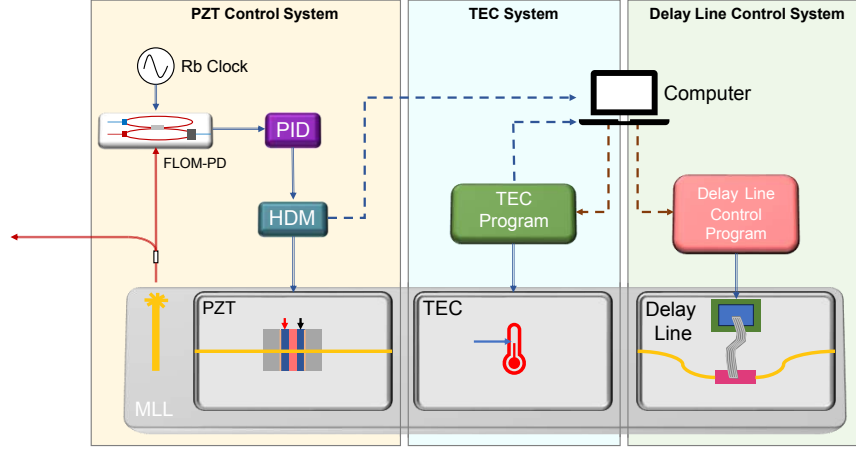 PZT Control System
TEC System
Delay Line Control System
Rb Clock
Computer
PID
FLOM-PD
HDM
TEC
Program
Delay Line
Control
Program
PZT
TEC
Delay
Line
MLL